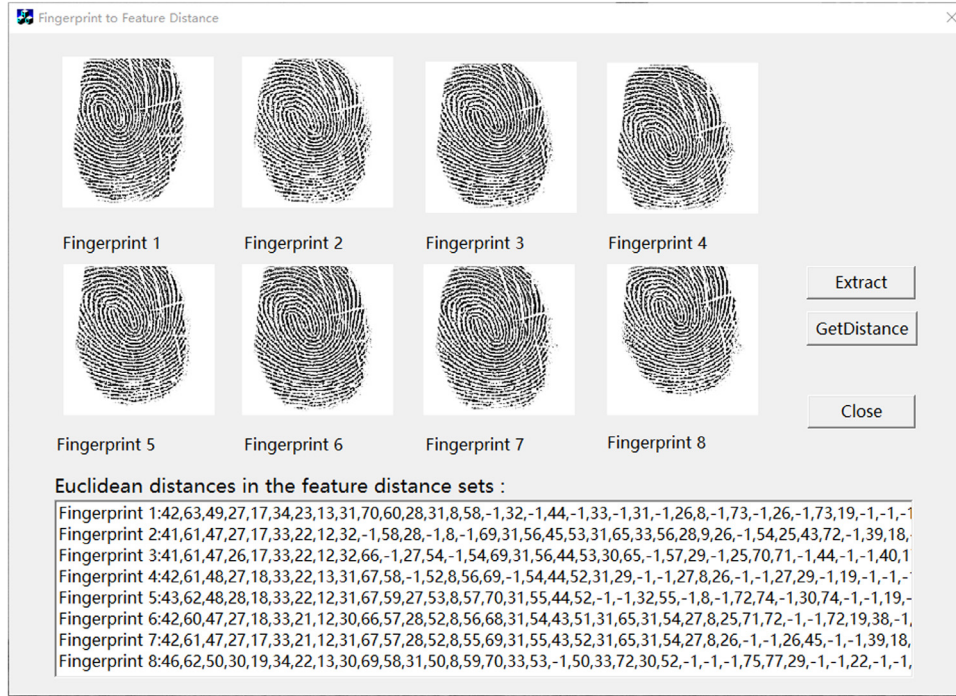 Fingerprint to Feature Distance
Fingerprint 1
Fingerprint 2
Fingerprint 3
Fingerprint 4
Extract
GetDistance
Close
Fingerprint 5
Fingerprint 6
Fingerprint 7
Fingerprint 8
Euclidean distances in the feature distance sets :
Fingerprint 1:42,63,49,27,17,34,23,13,31,70,60,28,31,8,58,-1,32,-1,44,-1,33,-1,31,-1,26,8,-1,73,-1,26,-1,73,19,-1,-1,-1
Fingerprint 2:41,61,47,27,17,33,22,12,32,-1,58,28,-1,8,-1,69,31,56,45,53,31,65,33,56,28,9,26,-1,54,25,43,72,-1,39,18,-
Fingerprint 3:41,61,47,26,17,33,22,12,32,66,-1,27,54,-1,54,69,31,56,44,53,30,65,-1,57,29,-1,25,70,71,-1,44,-1,-1,40,1
Fingerprint 4:42,61,48,27,18,33,22,13,31,67,58,-1,52,8,56,69,-1,54,44,52,31,29,-1,-1,27,8,26,-1,-1,27,29,-1,19,-1,-1,-
Fingerprint 5:43,62,48,28,18,33,22,12,31,67,59,27,53,8,57,70,31,55,44,52,-1,-1,32,55,-1,8,-1,72,74,-1,30,74,-1,-1,19,-
Fingerprint 6:42,60,47,27,18,33,21,12,30,66,57,28,52,8,56,68,31,54,43,51,31,65,31,54,27,8,25,71,72,-1,-1,72,19,38,-1,
Fingerprint 7:42,61,47,27,17,33,21,12,31,67,57,28,52,8,55,69,31,55,43,52,31,65,31,54,27,8,26,-1,-1,26,45,-1,-1,39,18,
Fingerprint 8:46,62,50,30,19,34,22,13,30,69,58,31,50,8,59,70,33,53,-1,50,33,72,30,52,-1,-1,-1,75,77,29,-1,-1,22,-1,-1,